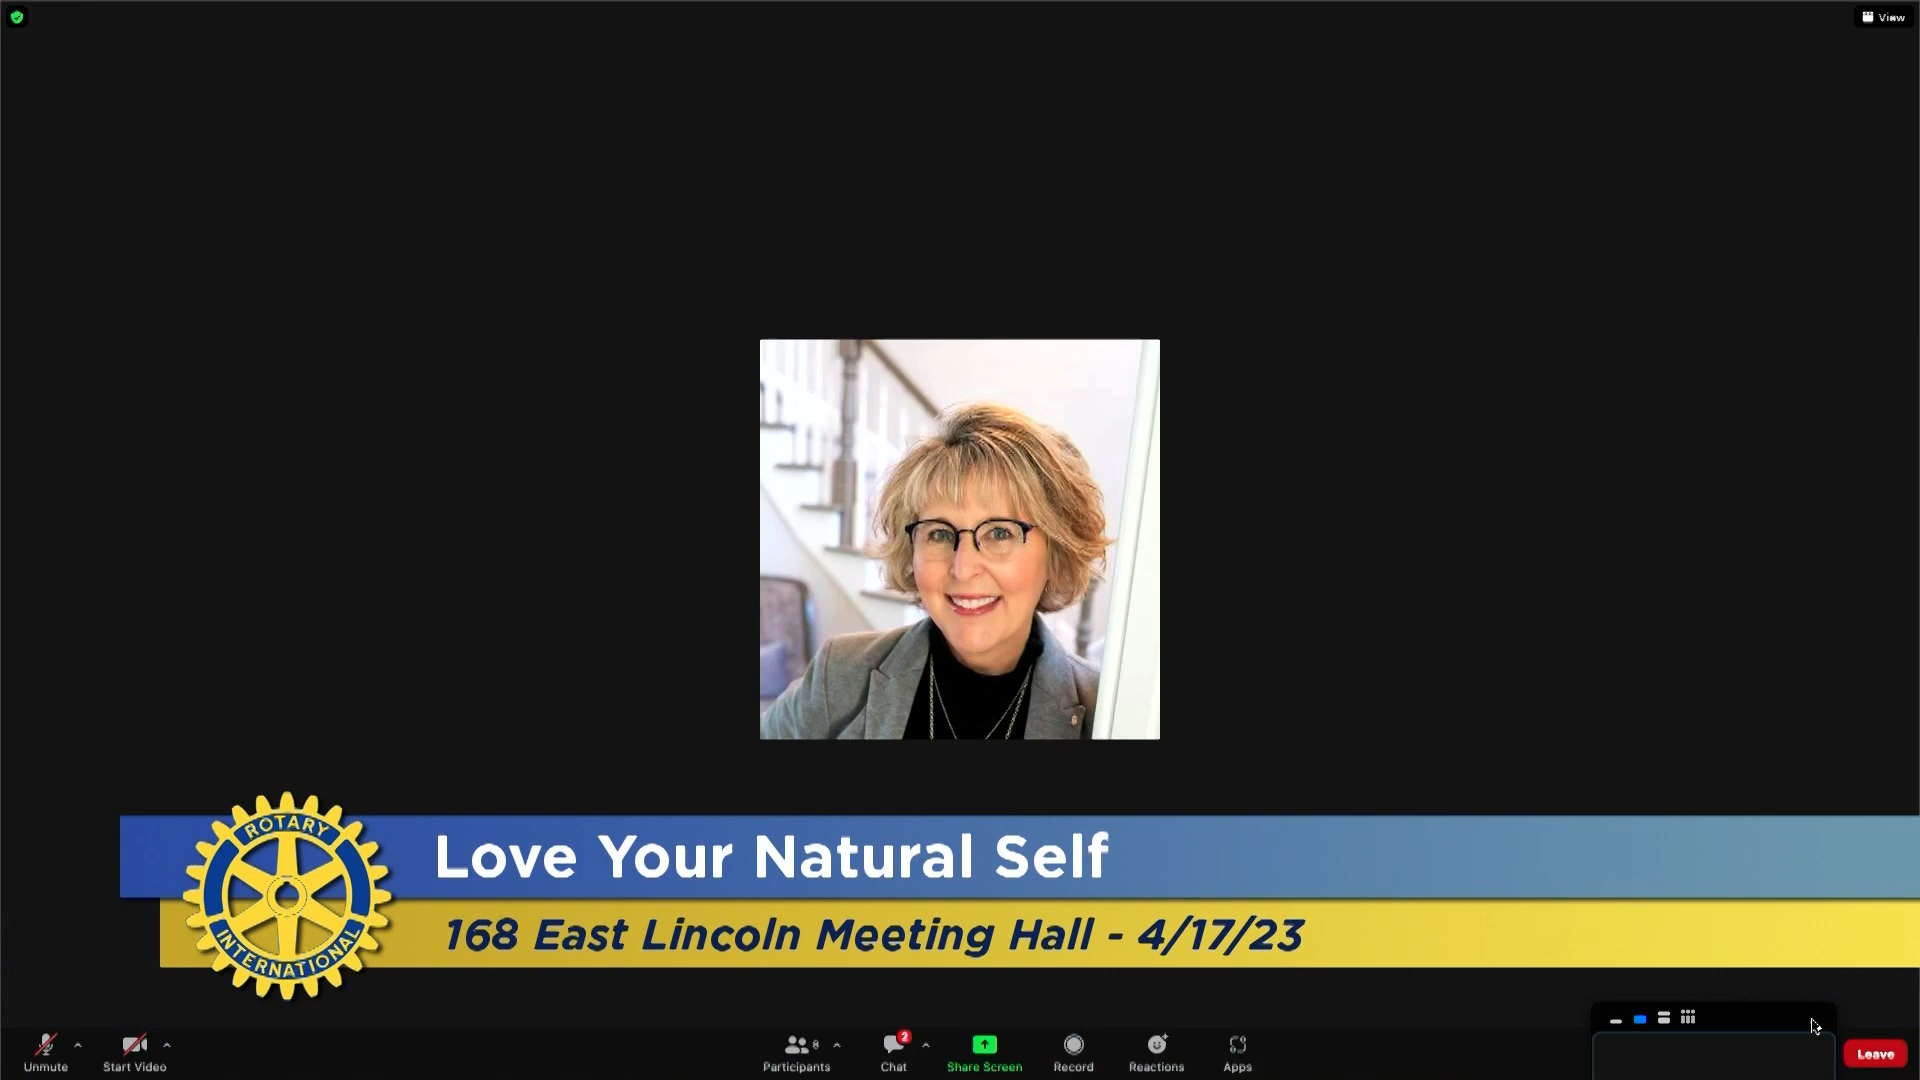 View
ROTARY
INTERNATIONAL
Love Your Natural Self
168 East Lincoln Meeting Hall - 4/17/23
Unmute
Start Video
8
Participants
2
Chat
Share Screen
Record
Reactions
Apps
Leave